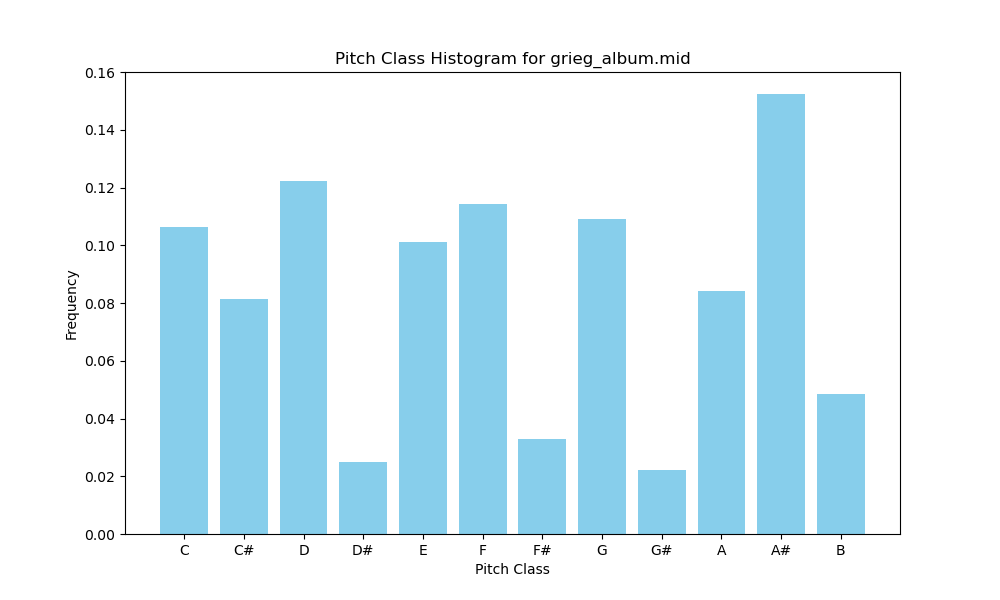 Pitch Class Histogram for grieg_album.mid
0.16
0.14
0.12
0.10
0.08
0.06
0.04
0.02
0.00
Frequency
C C# D D# E F F# G G# A A# B
Pitch Class